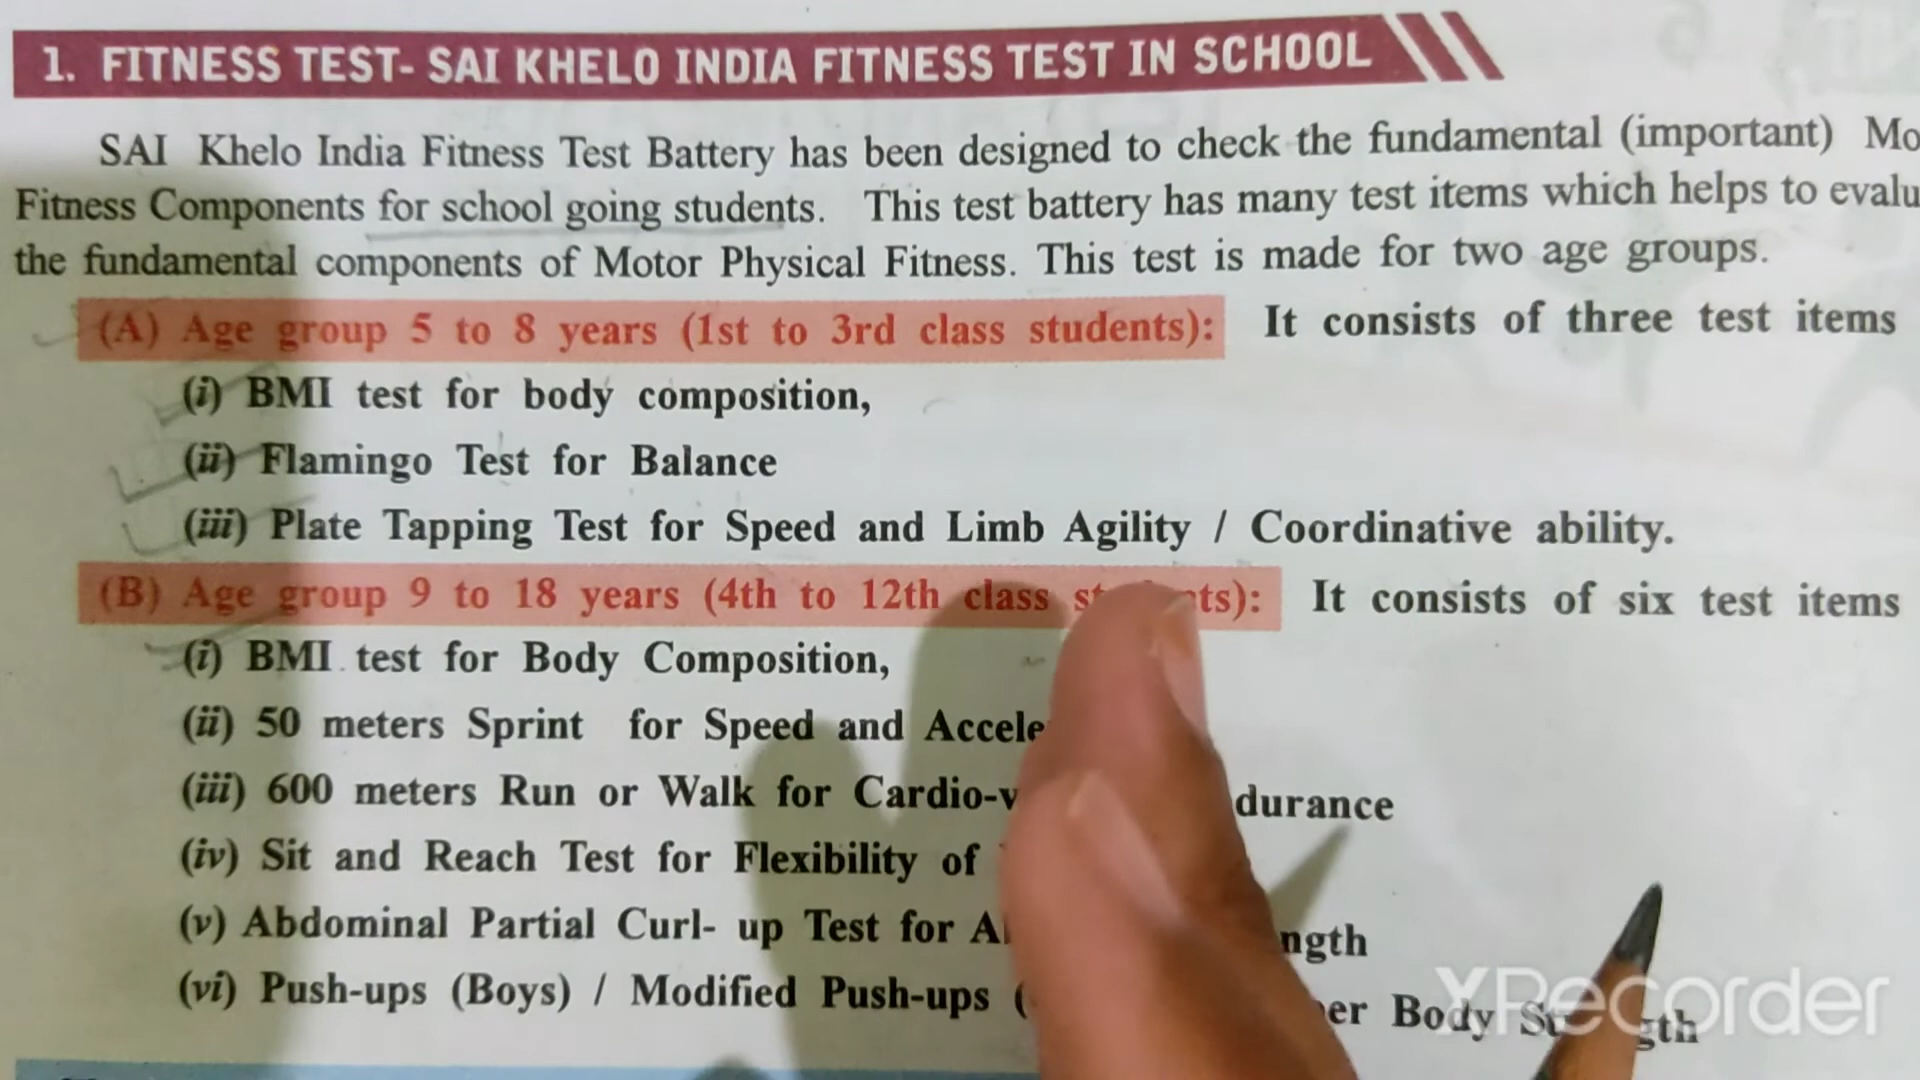 1. FITNESS TEST- SAI KHELO INDIA FITNESS TEST IN SCHOOL
SAI Khelo India Fitness Test Battery has been designed to check the fundamental (important)
Fitness Components for school going students. This test battery has many test items which helps to
the fundamental components of Motor Physical Fitness. This test is made for two age groups.
(A) Age group 5 to 8 years (1st to 3rd class students): It consists of three test items
(i) BMI test for body composition,
(ii) Flamingo Test for Balance
(iii) Plate Tapping Test for Speed and Limb Agility / Coordinative ability.
(B) Age group 9 to 18 years (4th to 12th class It consists of six test items
(i) BMI test for Body Composition,
(ii) 50 meters Sprint for Speed and
(iii) 600 meters Run or Walk for
(iv) Sit and Reach Test for Flexibility of
(v) Abdominal Partial Curl- up Test for
(vi) Push-ups (Boys) / Modified Push-ups Body
XRecorder